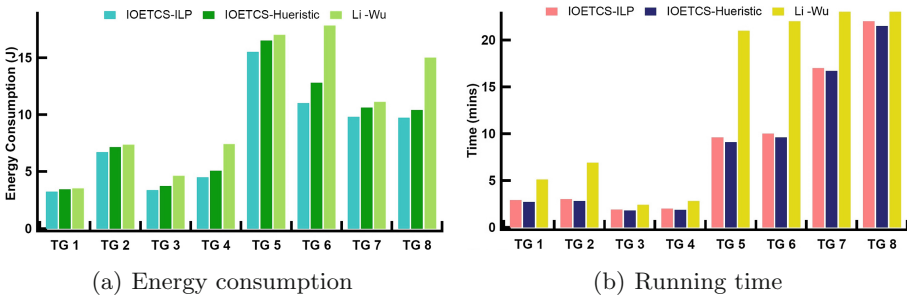 IOETCS-ILP IOETCS-Hueristic Li -Wu
Energy Consumption (J)
15
10
5
0
TG 1 TG 2 TG 3 TG 4 TG 5 TG 6 TG 7 TG 8
(a) Energy consumption
IOETCS-ILP IOETCS-Hueristic Li -Wu
Time (mins)
20
15
10
5
0
TG 1 TG 2 TG 3 TG 4 TG 5 TG 6 TG 7 TG 8
(b) Running time